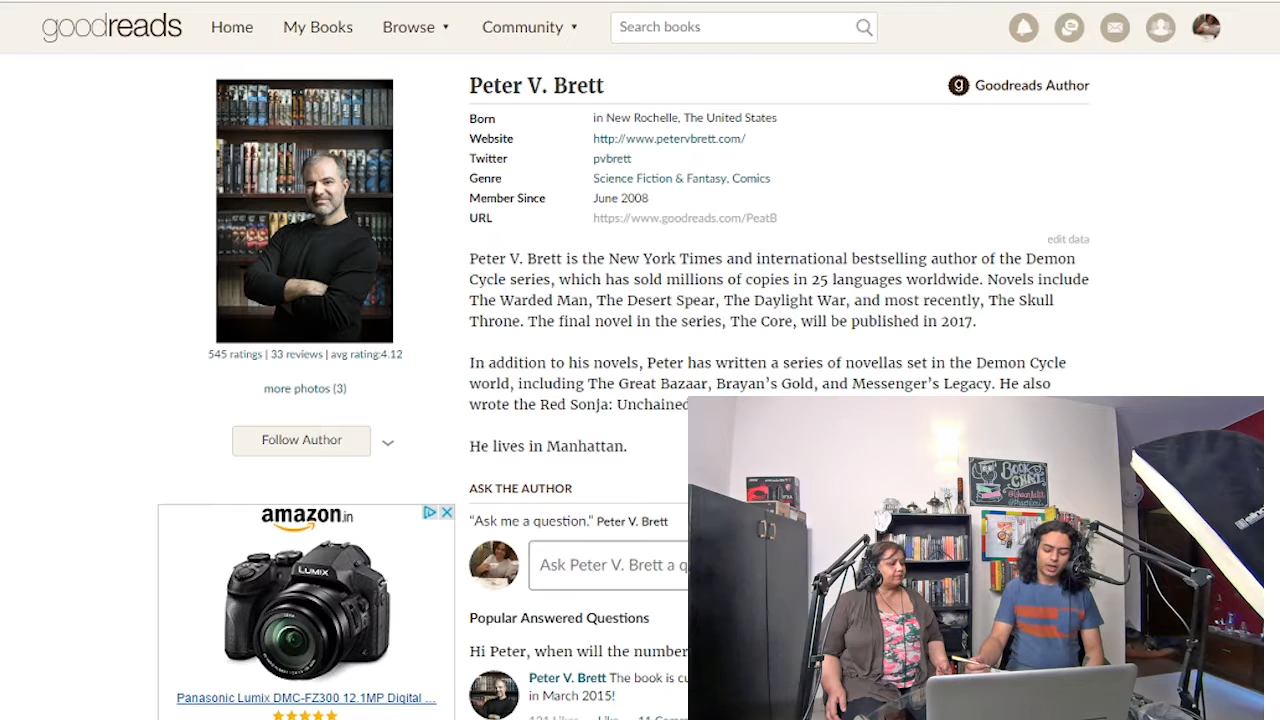 goodreads Home My Books Browse Community Search books
Peter V. Brett Goodreads Author
Born in New Rochelle, The United States
Website http://www.petervbrett.com/
Twitter pvbrett
Genre Science Fiction & Fantasy, Comics
Member Since June 2008
URL https://www.goodreads.com/PeatB
edit data
Peter V. Brett is the New York Times and international bestselling author of the Demon
Cycle series, which has sold millions of copies in 25 languages worldwide. Novels include
The Warded Man, The Desert Spear, The Daylight War, and most recently, The Skull
Throne. The final novel in the series, The Core, will be published in 2017.
545 ratings | 33 reviews | avg rating:4.12
In addition to his novels, Peter has written a series of novellas set in the Demon Cycle
world, including The Great Bazaar, Brayan's Gold, and Messenger's Legacy. He also
wrote the Red Sonja: Unchained
more photos (3)
Follow Author
He lives in Manhattan.
ASK THE AUTHOR
"Ask me a question." Peter V. Brett
Ask Peter V. Brett a q
Popular Answered Questions
Hi Peter, when will the number
Peter V. Brett The book is cu
in March 2015!
amazon.in
LUMIX
Panasonic Lumix DMC-FZ300 12.1MP Digital ...
BOOK
CHAT